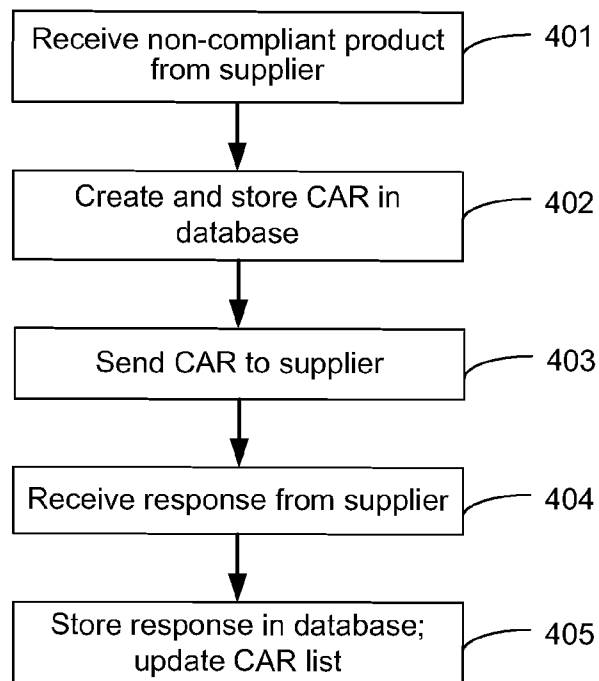 Receive non-compliant product
from supplier
401
Create and store CAR in
database
402
Send CAR to supplier
403
Receive response from supplier
404
Store response in database;
update CAR list
405